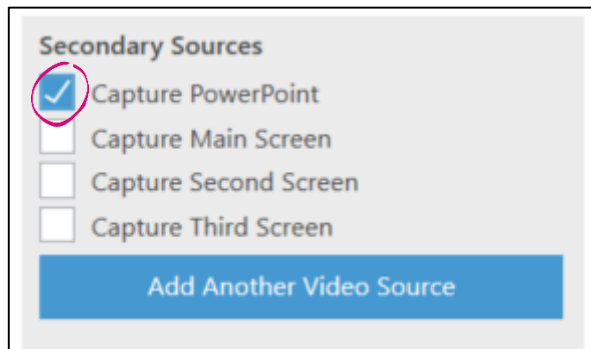 Secondary Sources
Capture PowerPoint
Capture Main Screen
Capture Second Screen
Capture Third Screen
Add Another Video Source